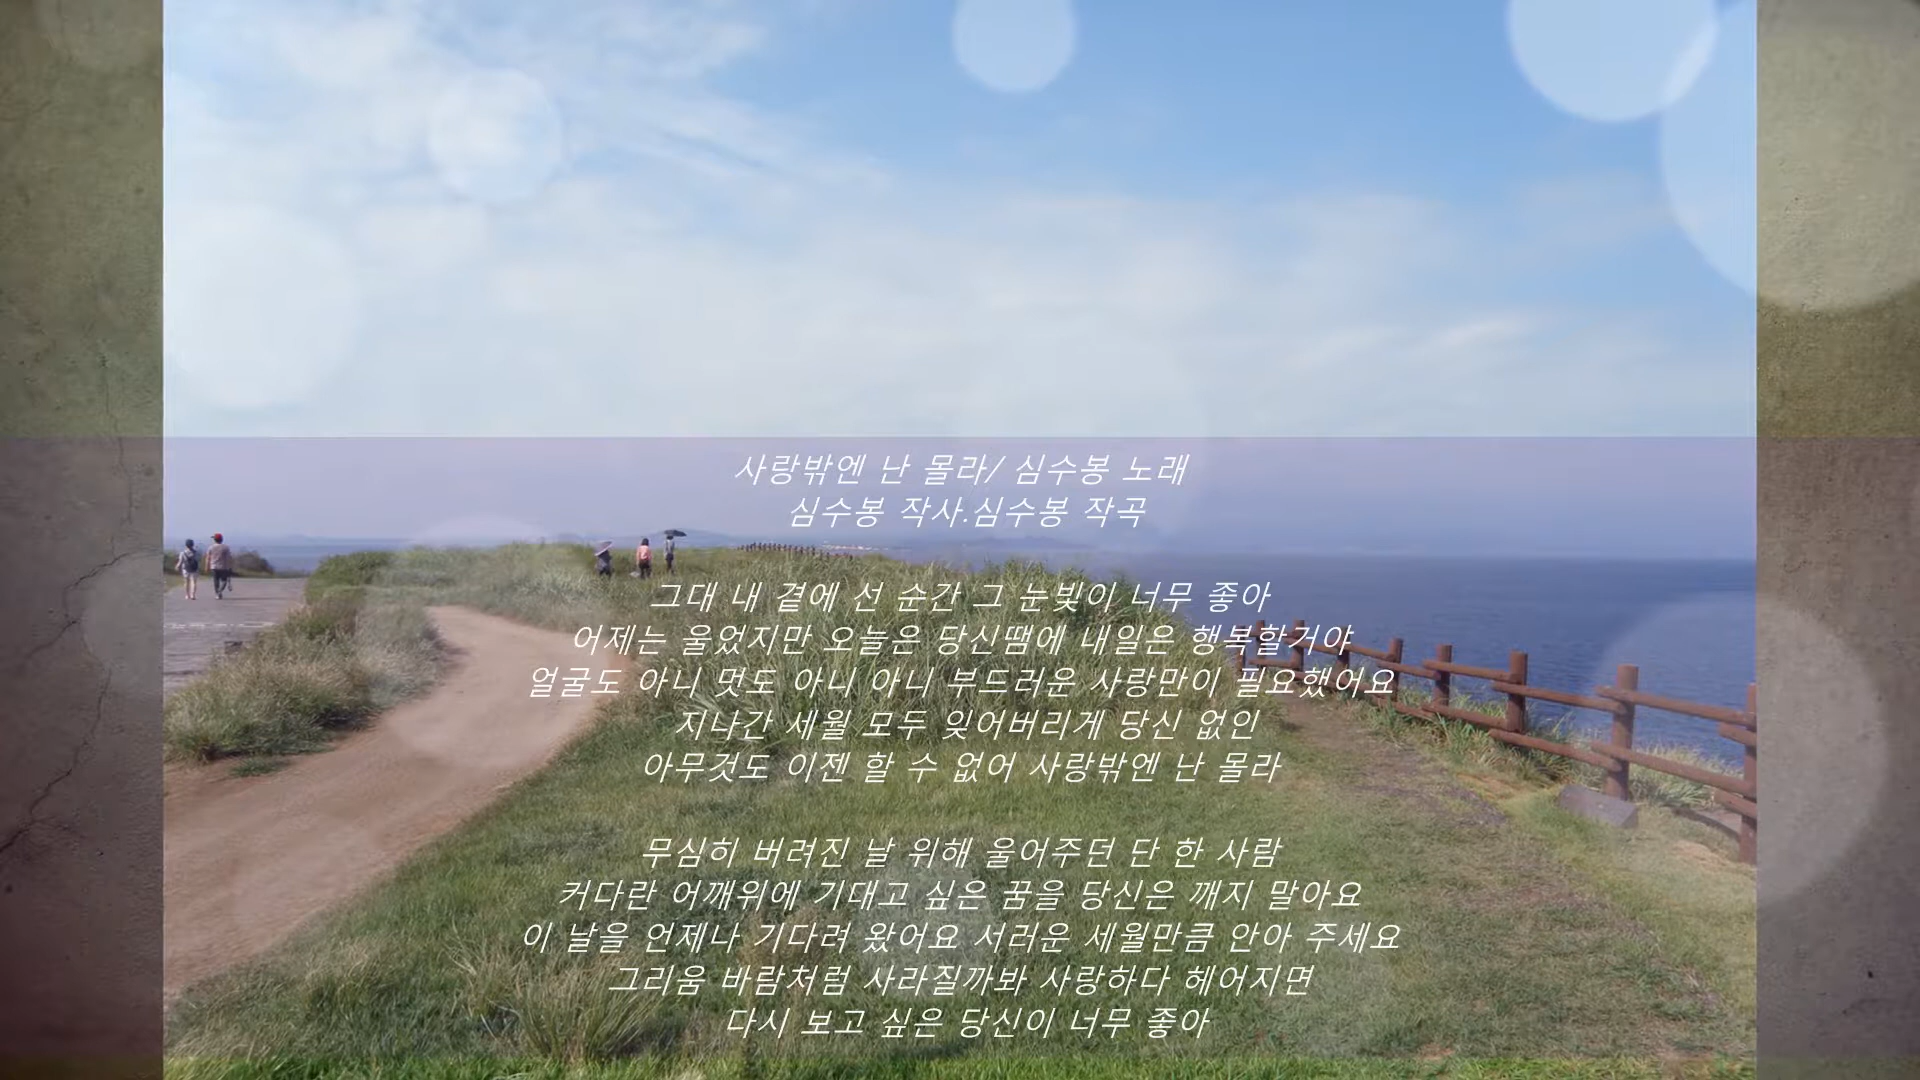 사랑밖엔 난 몰라/ 심수봉 노래
심수봉 작사.심수봉 작곡
그대 내 곁에 선 순간 그 눈빛이 너무 좋아
어제는 울었지만 오늘은 당신땜에 내일은 행복할거야
얼굴도 아니 멋도 아니 아니 부드러운 사랑만이 필요했어요
지나간 세월 모두 잊어버리게 당신 없인
아무것도 이젠 할 수 없어 사랑밖엔 난 몰라
무심히 버려진 날 위해 울어주던 단 한 사람
커다란 어깨위에 기대고 싶은 꿈을 당신은 깨지 말아요
이 날을 언제나 기다려 왔어요 서러운 세월만큼 안아 주세요
그리움 바람처럼 사라질까봐 사랑하다 헤어지면
다시 보고 싶은 당신이 너무 좋아